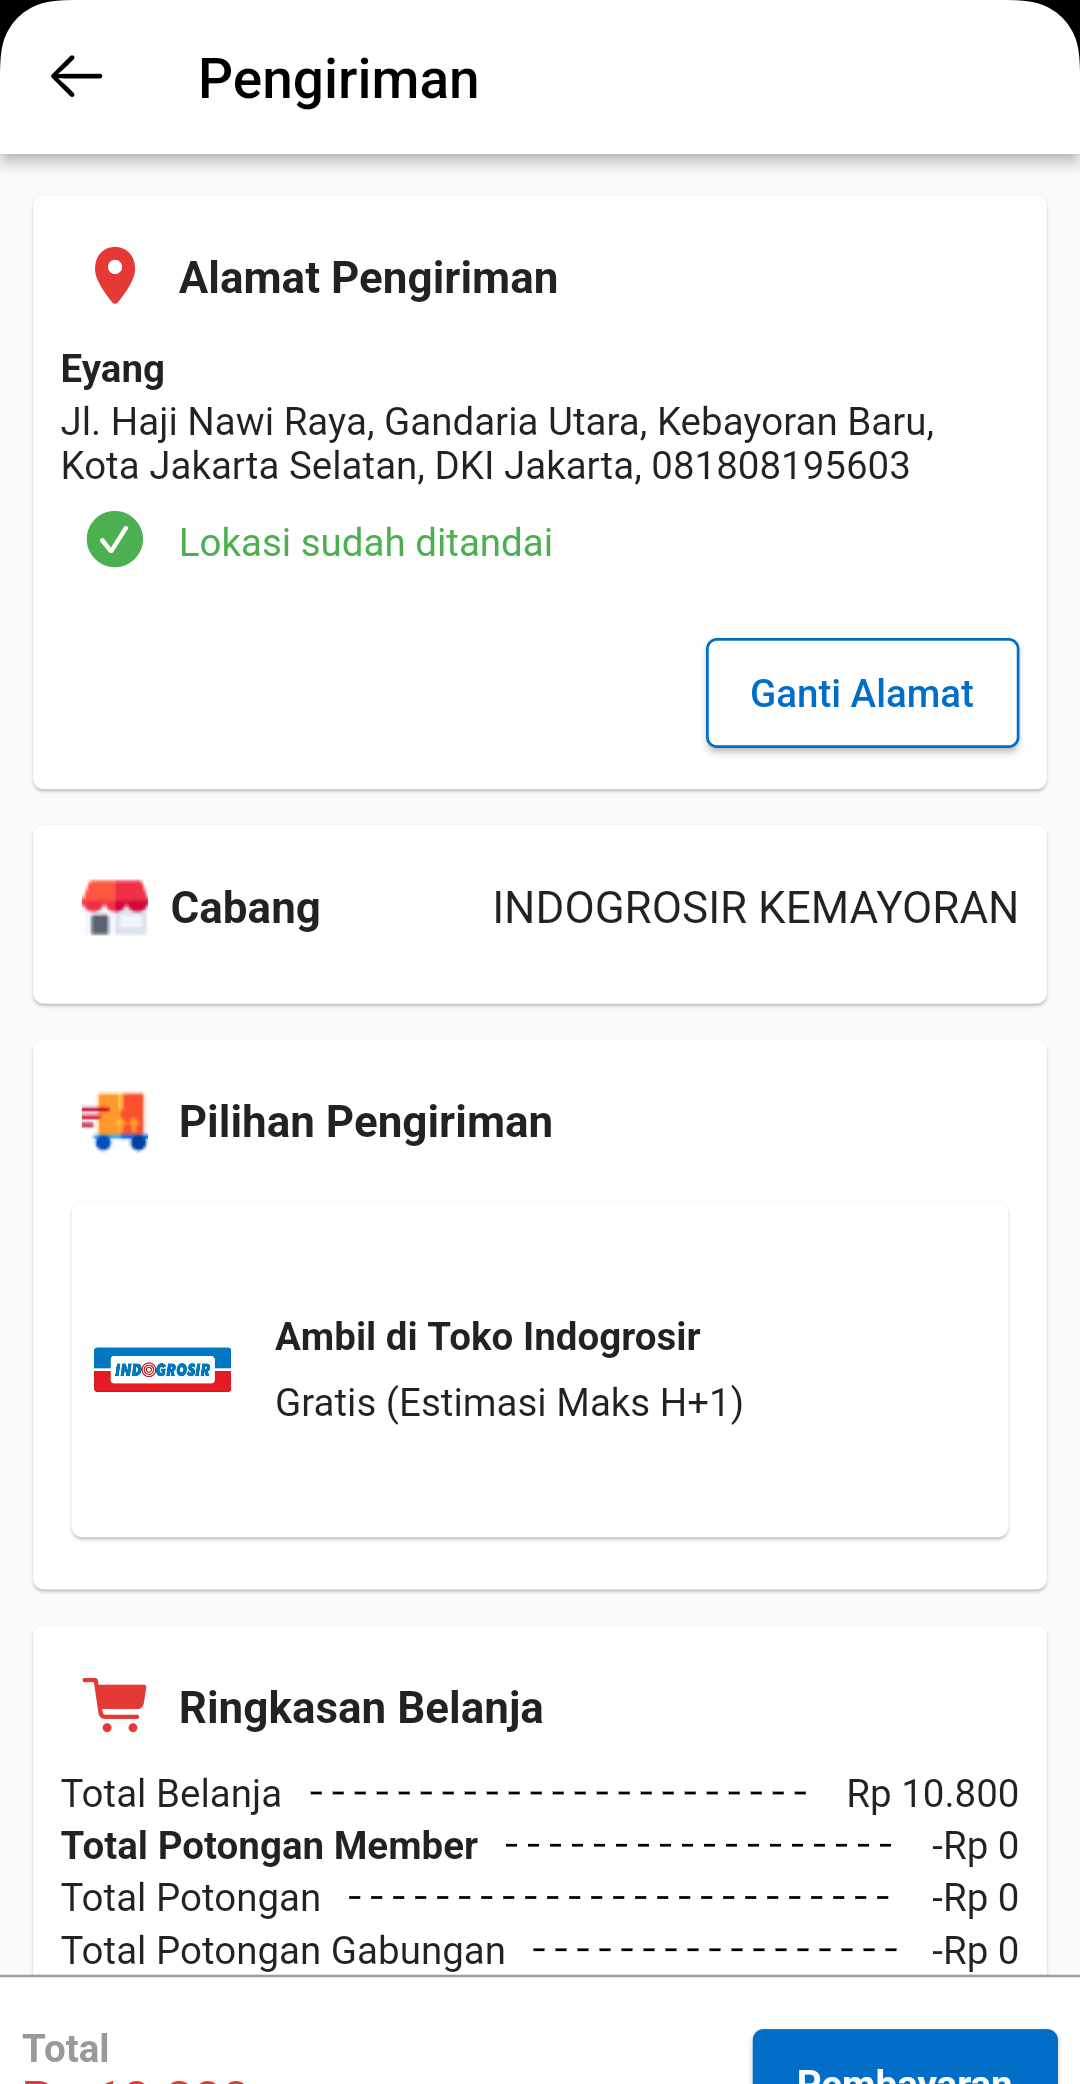 Pengiriman
Alamat Pengiriman
Eyang
Jl. Haji Nawi Raya, Gandaria Utara, Kebayoran Baru,
Kota Jakarta Selatan, DKI Jakarta, 081808195603
Lokasi sudah ditandai
Ganti Alamat
Cabang INDOGROSIR KEMAYORAN
Pilihan Pengiriman
INDOGROSIR
Ambil di Toko Indogrosir
Gratis (Estimasi Maks H+1)
Ringkasan Belanja
Total Belanja ----------------------- Rp 10.800
Total Potongan Member ------------------ -Rp 0
Total Potongan ------------------------- -Rp 0
Total Potongan Gabungan ----------------- -Rp 0
Total
Pembayaran